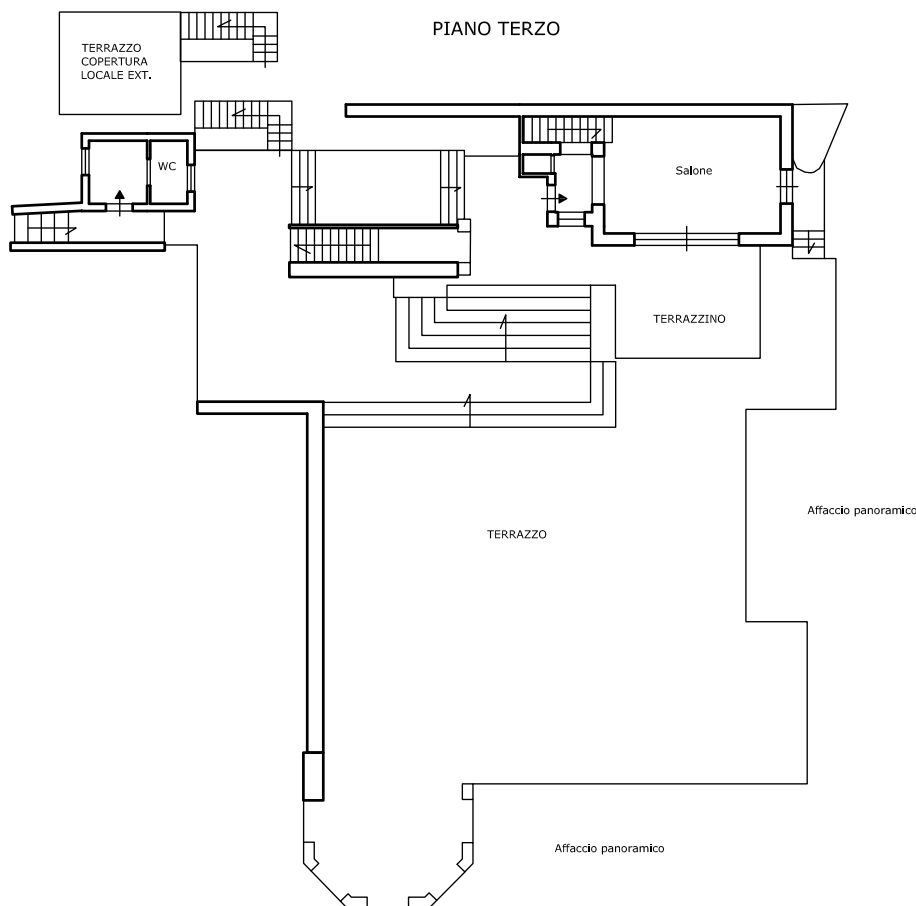 PIANO TERZO
TERRAZZO
COPERTURA
LOCALE EXT.
WC
Salone
TERRAZZINO
Affaccio panoramico
TERRAZZO
Affaccio panoramico